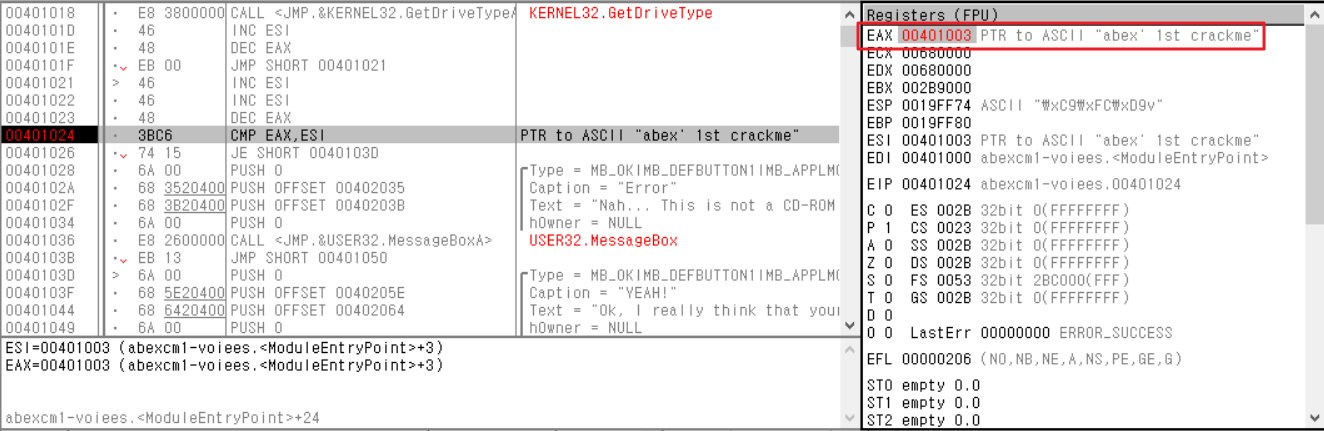 00401018 · E8 3800000 CALL <JMP.&KERNEL32.GetDriveTypeA KERNEL32.GetDriveType
0040101D · 46 INC ESI
0040101E · 48 DEC EAX
0040101F ·⌄ EB 00 JMP SHORT 00401021
00401021 > 46 INC ESI
00401022 · 46 INC ESI
00401023 · 48 DEC EAX
00401024 · 3BC6 CMP EAX,ESI PTR to ASCII "abex' 1st crackme"
00401026 ·⌄ 74 15 JE SHORT 0040103D
00401028 · 6A 00 PUSH 0 Type = MB_OK|MB_DEFBUTTON1|MB_APPLMO
0040102A · 68 3520400 PUSH OFFSET 00402035 Caption = "Error"
0040102F · 68 3B20400 PUSH OFFSET 0040203B Text = "Nah... This is not a CD-ROM
00401034 · 6A 00 PUSH 0 hOwner = NULL
00401036 · E8 2600000 CALL <JMP.&USER32.MessageBoxA> USER32.MessageBox
0040103B ·⌄ EB 13 JMP SHORT 00401050
0040103D > 6A 00 PUSH 0 Type = MB_OK|MB_DEFBUTTON1|MB_APPLMO
0040103F · 68 5E20400 PUSH OFFSET 0040205E Caption = "YEAH!"
00401044 · 68 6420400 PUSH OFFSET 00402064 Text = "Ok, I really think that your
00401049 · 6A 00 PUSH 0 hOwner = NULL
ESI=00401003 (abexcm1-voiees.<ModuleEntryPoint>+3)
EAX=00401003 (abexcm1-voiees.<ModuleEntryPoint>+3)
abexcm1-voiees.<ModuleEntryPoint>+24
Registers (FPU)
EAX 00401003 PTR to ASCII "abex' 1st crackme"
ECX 00680000
EDX 00680000
EBX 002B9000
ESP 0019FF74 ASCII "₩xC9₩xFC₩xD9v"
EBP 0019FF80
ESI 00401003 PTR to ASCII "abex' 1st crackme"
EDI 00401000 abexcm1-voiees.<ModuleEntryPoint>
EIP 00401024 abexcm1-voiees.00401024
C 0 ES 002B 32bit 0(FFFFFFFF)
P 1 CS 0023 32bit 0(FFFFFFFF)
A 0 SS 002B 32bit 0(FFFFFFFF)
Z 0 DS 002B 32bit 0(FFFFFFFF)
S 0 FS 0053 32bit 2BC000(FFF)
T 0 GS 002B 32bit 0(FFFFFFFF)
D 0
O 0 LastErr 00000000 ERROR_SUCCESS
EFL 00000206 (NO,NB,NE,A,NS,PE,GE,G)
ST0 empty 0.0
ST1 empty 0.0
ST2 empty 0.0